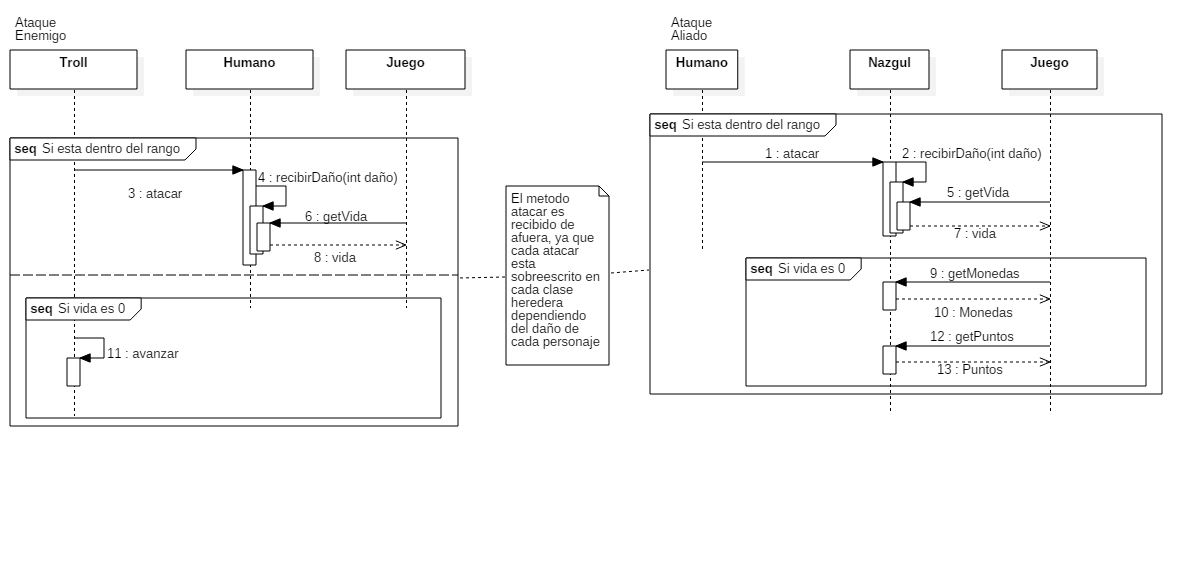 Ataque
Enemigo
Troll
Humano
Juego
seq Si esta dentro del rango
4 : recibirDaño(int daño)
3 : atacar
6 : getVida
8 : vida
seq Si vida es 0
11 : avanzar
El metodo
atacar es
recibido de
afuera, ya que
cada atacar
esta
sobreescrito en
cada clase
heredera
dependiendo
del daño de
cada personaje
Ataque
Aliado
Humano
Nazgul
Juego
seq Si esta dentro del rango
1 : atacar
2 : recibirDaño(int daño)
5 : getVida
7 : vida
seq Si vida es 0
9 : getMonedas
10 : Monedas
12 : getPuntos
13 : Puntos